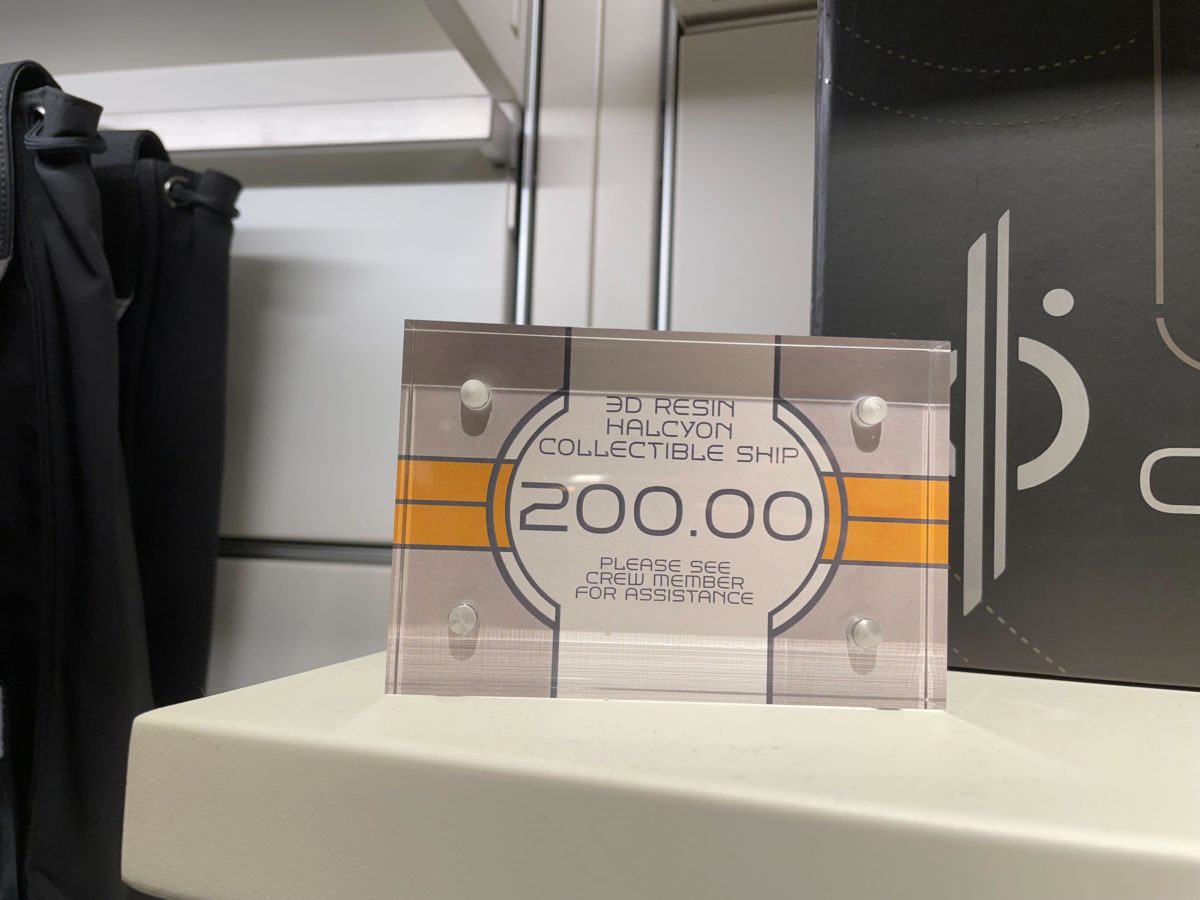 3D RESIN
HALCYON
COLLECTIBLE SHIP
200.00
PLEASE SEE
CREW MEMBER
FOR ASSISTANCE